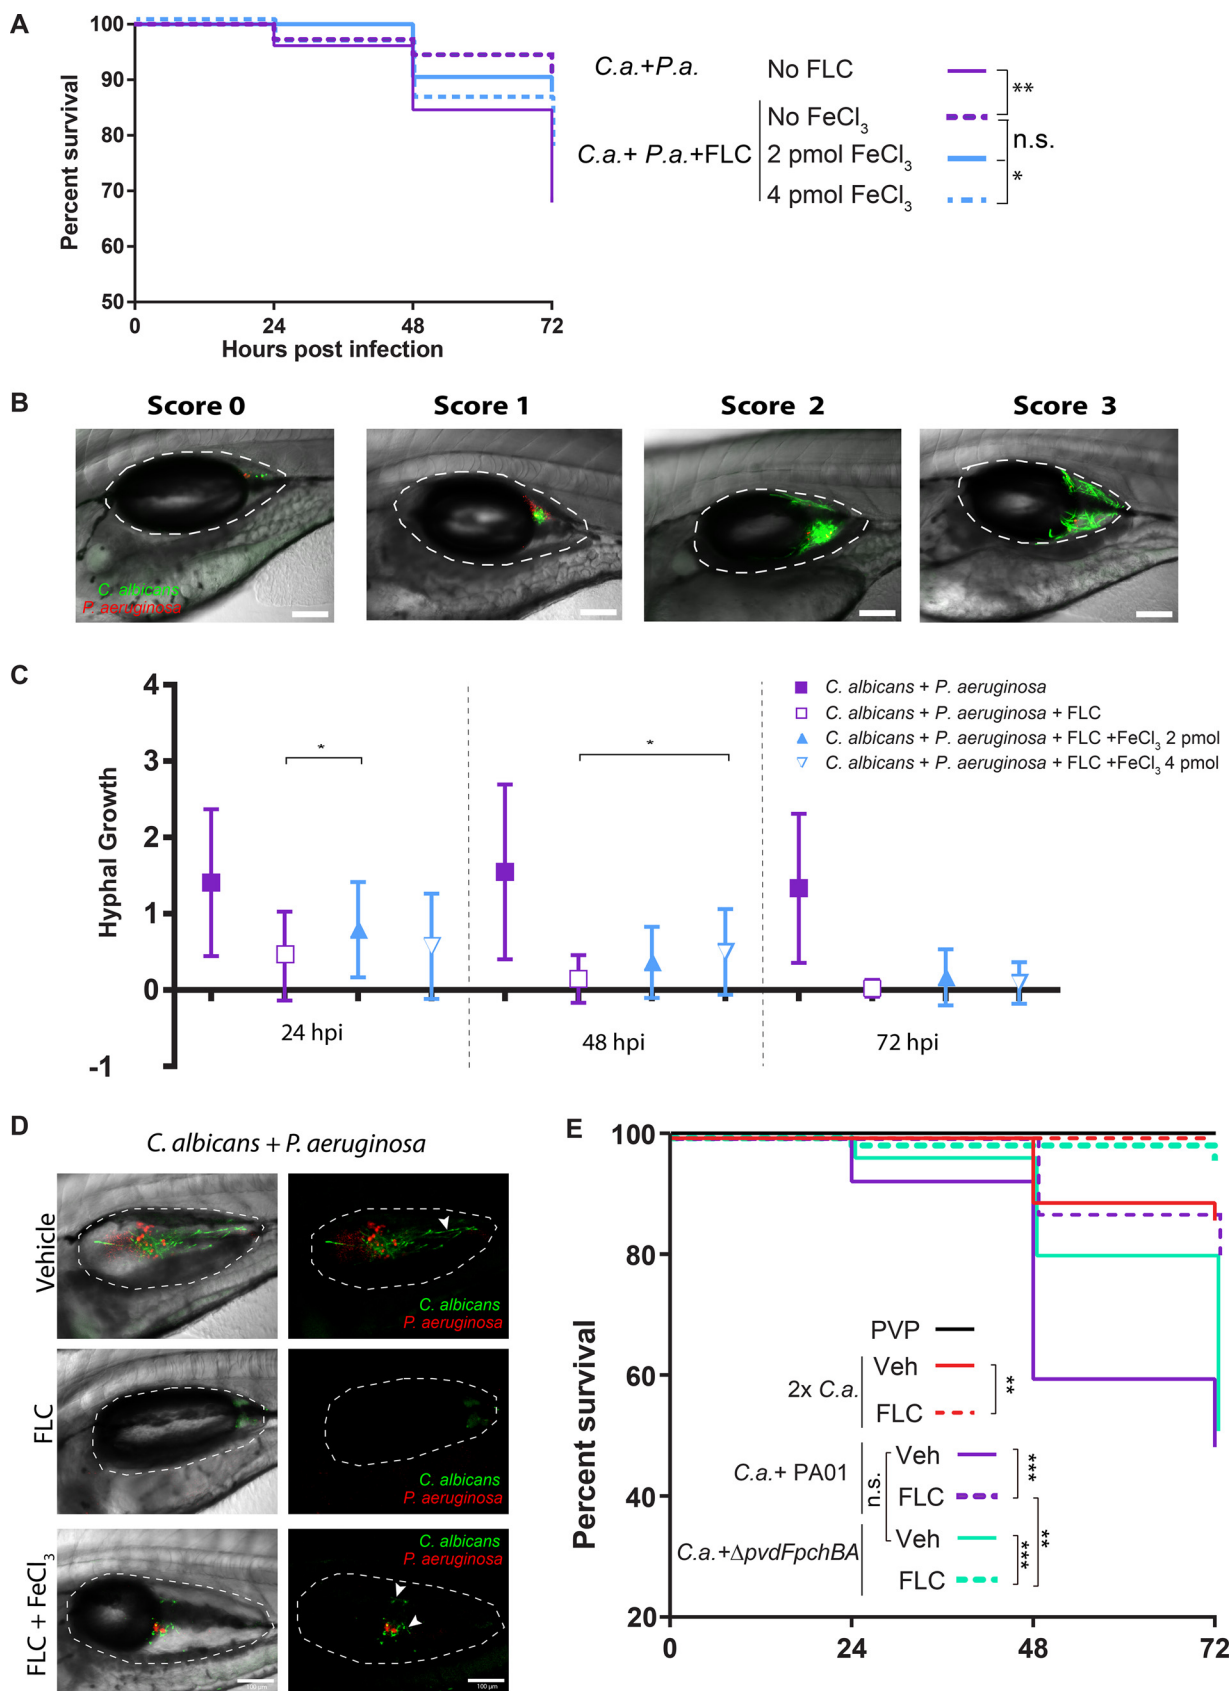 A
100
90
80
70
60
50
Percent survival
0 24 48 72
Hours post infection
C.a.+P.a. No FLC
**
No FeCl3
n.s.
C.a.+ P.a.+FLC 2 pmol FeCl3
*
4 pmol FeCl3
B
Score 0 Score 1 Score 2 Score 3
C. albicans
P. aeruginosa
C
4
3
2
1
0
-1
Hyphal Growth
C. albicans + P. aeruginosa
C. albicans + P. aeruginosa + FLC
C. albicans + P. aeruginosa + FLC +FeCl3 2 pmol
C. albicans + P. aeruginosa + FLC +FeCl3 4 pmol
* *
24 hpi 48 hpi 72 hpi
D
C. albicans + P. aeruginosa
Vehicle
C. albicans
P. aeruginosa
FLC
C. albicans
P. aeruginosa
FLC + FeCl3
C. albicans
P. aeruginosa
100 µm 100 µm
E
100
80
60
40
20
Percent survival
0 24 48 72
PVP
2x C.a. Veh
FLC
**
C.a.+ PA01 Veh
FLC
***
n.s.
C.a.+ΔpvdFpchBA Veh
FLC
***
**